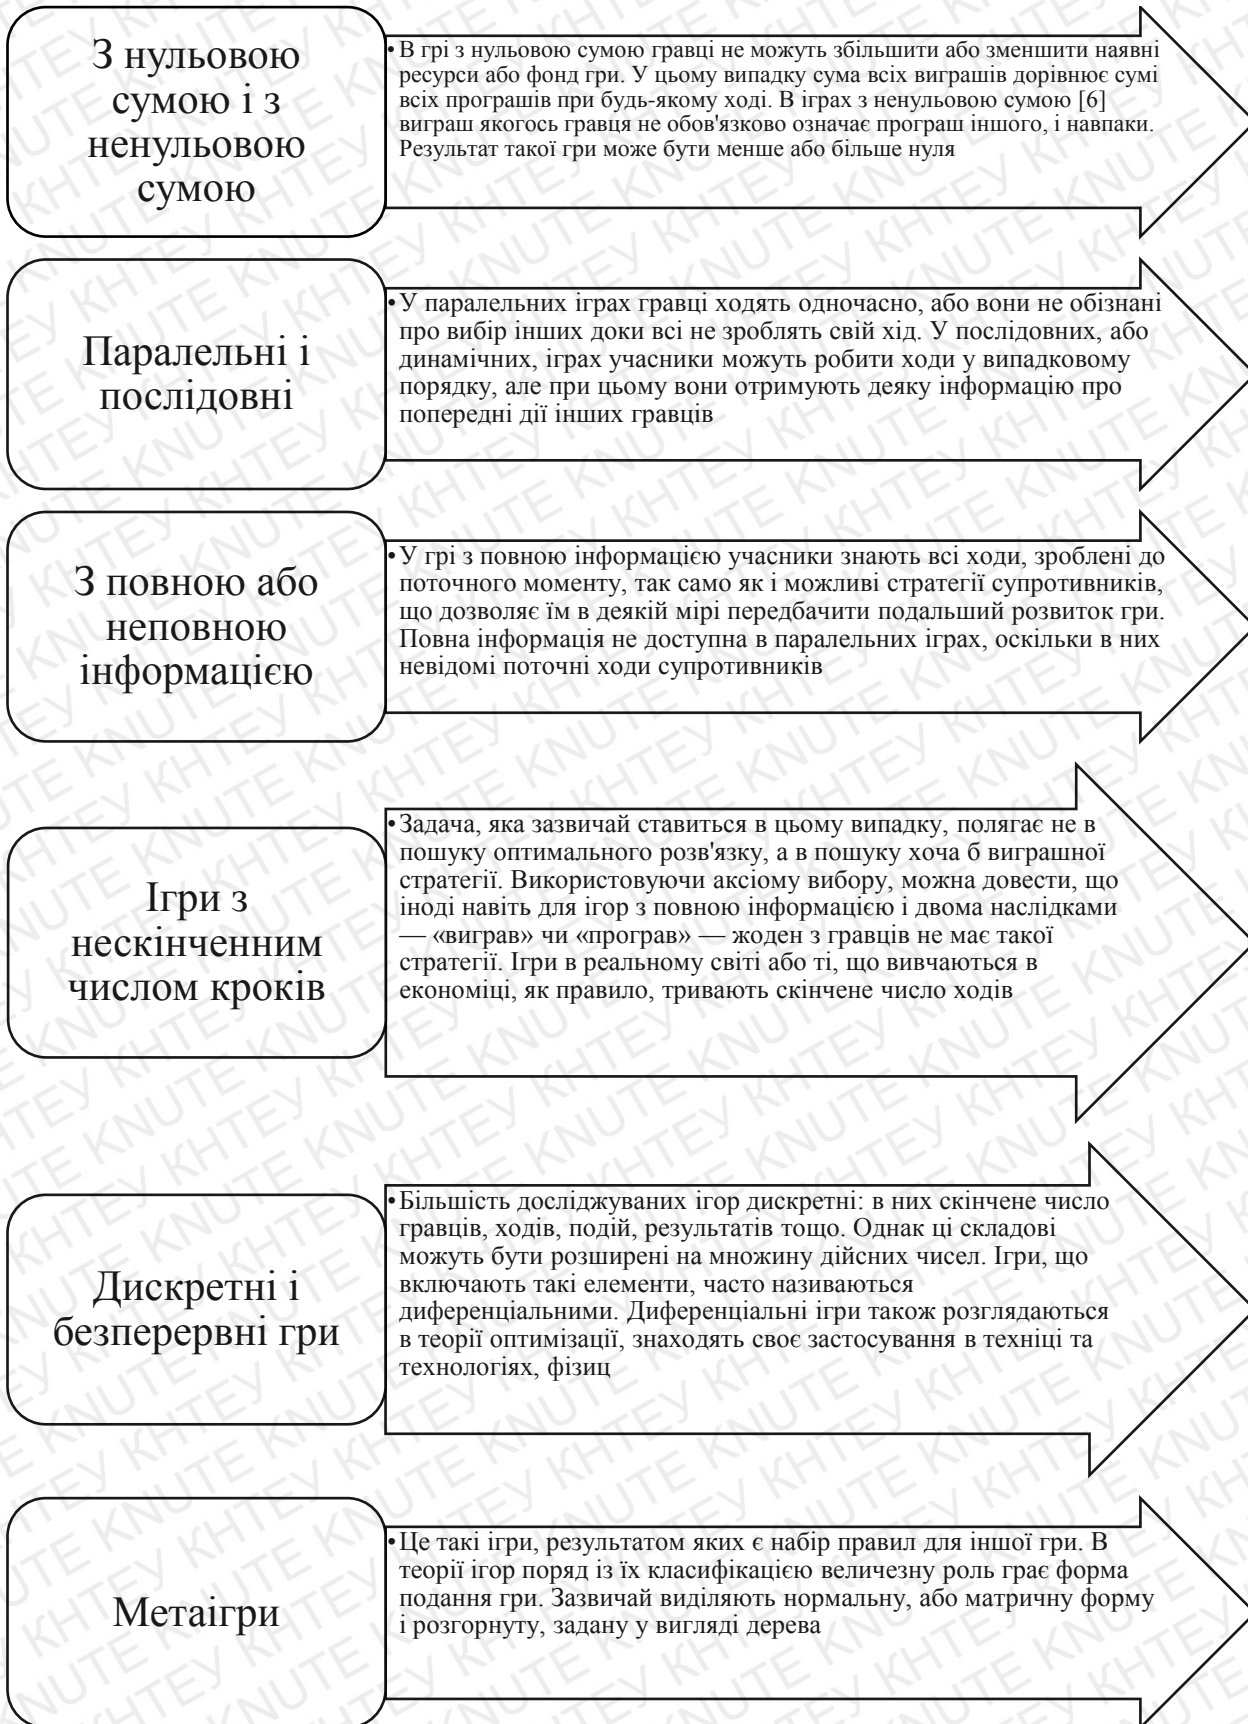 З нульовою
сумою і з
ненульовою
сумою
• В грі з нульовою сумою гравці не можуть збільшити або зменшити наявні
ресурси або фонд гри. У цьому випадку сума всіх виграшів дорівнює сумі
всіх програшів при будь-якому ході. В іграх з ненульовою сумою [6]
виграш якогось гравця не обов'язково означає програш іншого, і навпаки.
Результат такої гри може бути менше або більше нуля
Паралельні і
послідовні
• У паралельних іграх гравці ходять одночасно, або вони не обізнані
про вибір інших доки всі не зроблять свій хід. У послідовних, або
динамічних, іграх учасники можуть робити ходи у випадковому
порядку, але при цьому вони отримують деяку інформацію про
попередні дії інших гравців
З повною або
неповною
інформацією
• У грі з повною інформацією учасники знають всі ходи, зроблені до
поточного моменту, так само як і можливі стратегії супротивників,
що дозволяє їм в деякій мірі передбачити подальший розвиток гри.
Повна інформація не доступна в паралельних іграх, оскільки в них
невідомі поточні ходи супротивників
Ігри з
нескінченним
числом кроків
• Задача, яка зазвичай ставиться в цьому випадку, полягає не в
пошуку оптимального розв'язку, а в пошуку хоча б виграшної
стратегії. Використовуючи аксіому вибору, можна довести, що
іноді навіть для ігор з повною інформацією і двома наслідками
— «виграв» чи «програв» — жоден з гравців не має такої
стратегії. Ігри в реальному світі або ті, що вивчаються в
економіці, як правило, тривають скінчене число ходів
Дискретні і
безперервні гри
• Більшість досліджуваних ігор дискретні: в них скінчене число
гравців, ходів, подій, результатів тощо. Однак ці складові
можуть бути розширені на множину дійсних чисел. Ігри, що
включають такі елементи, часто називаються
диференціальними. Диференціальні ігри також розглядаються
в теорії оптимізації, знаходять своє застосування в техніці та
технологіях, фізиц
Метаігри
• Це такі ігри, результатом яких є набір правил для іншої гри. В
теорії ігор поряд із їх класифікацією величезну роль грає форма
подання гри. Зазвичай виділяють нормальну, або матричну форму
і розгорнуту, задану у вигляді дерева